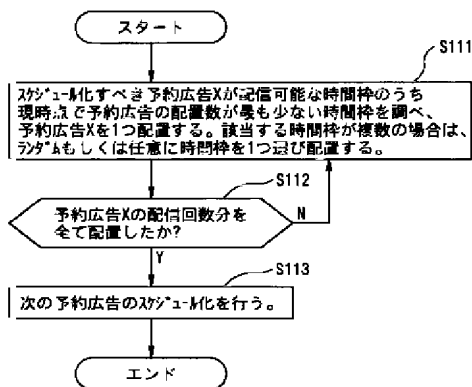 スタート
S111
スケジュール化すべき予約広告Xが配信可能な時間枠のうち
現時点で予約広告の配置数が最も少ない時間枠を調べ、
予約広告Xを1つ配置する。該当する時間枠が複数の場合は、
ランダムもしくは任意に時間枠を1つ選び配置する。
S112
予約広告Xの配信回数分を
全て配置したか?
N
Y
S113
次の予約広告のスケジュール化を行う。
エンド